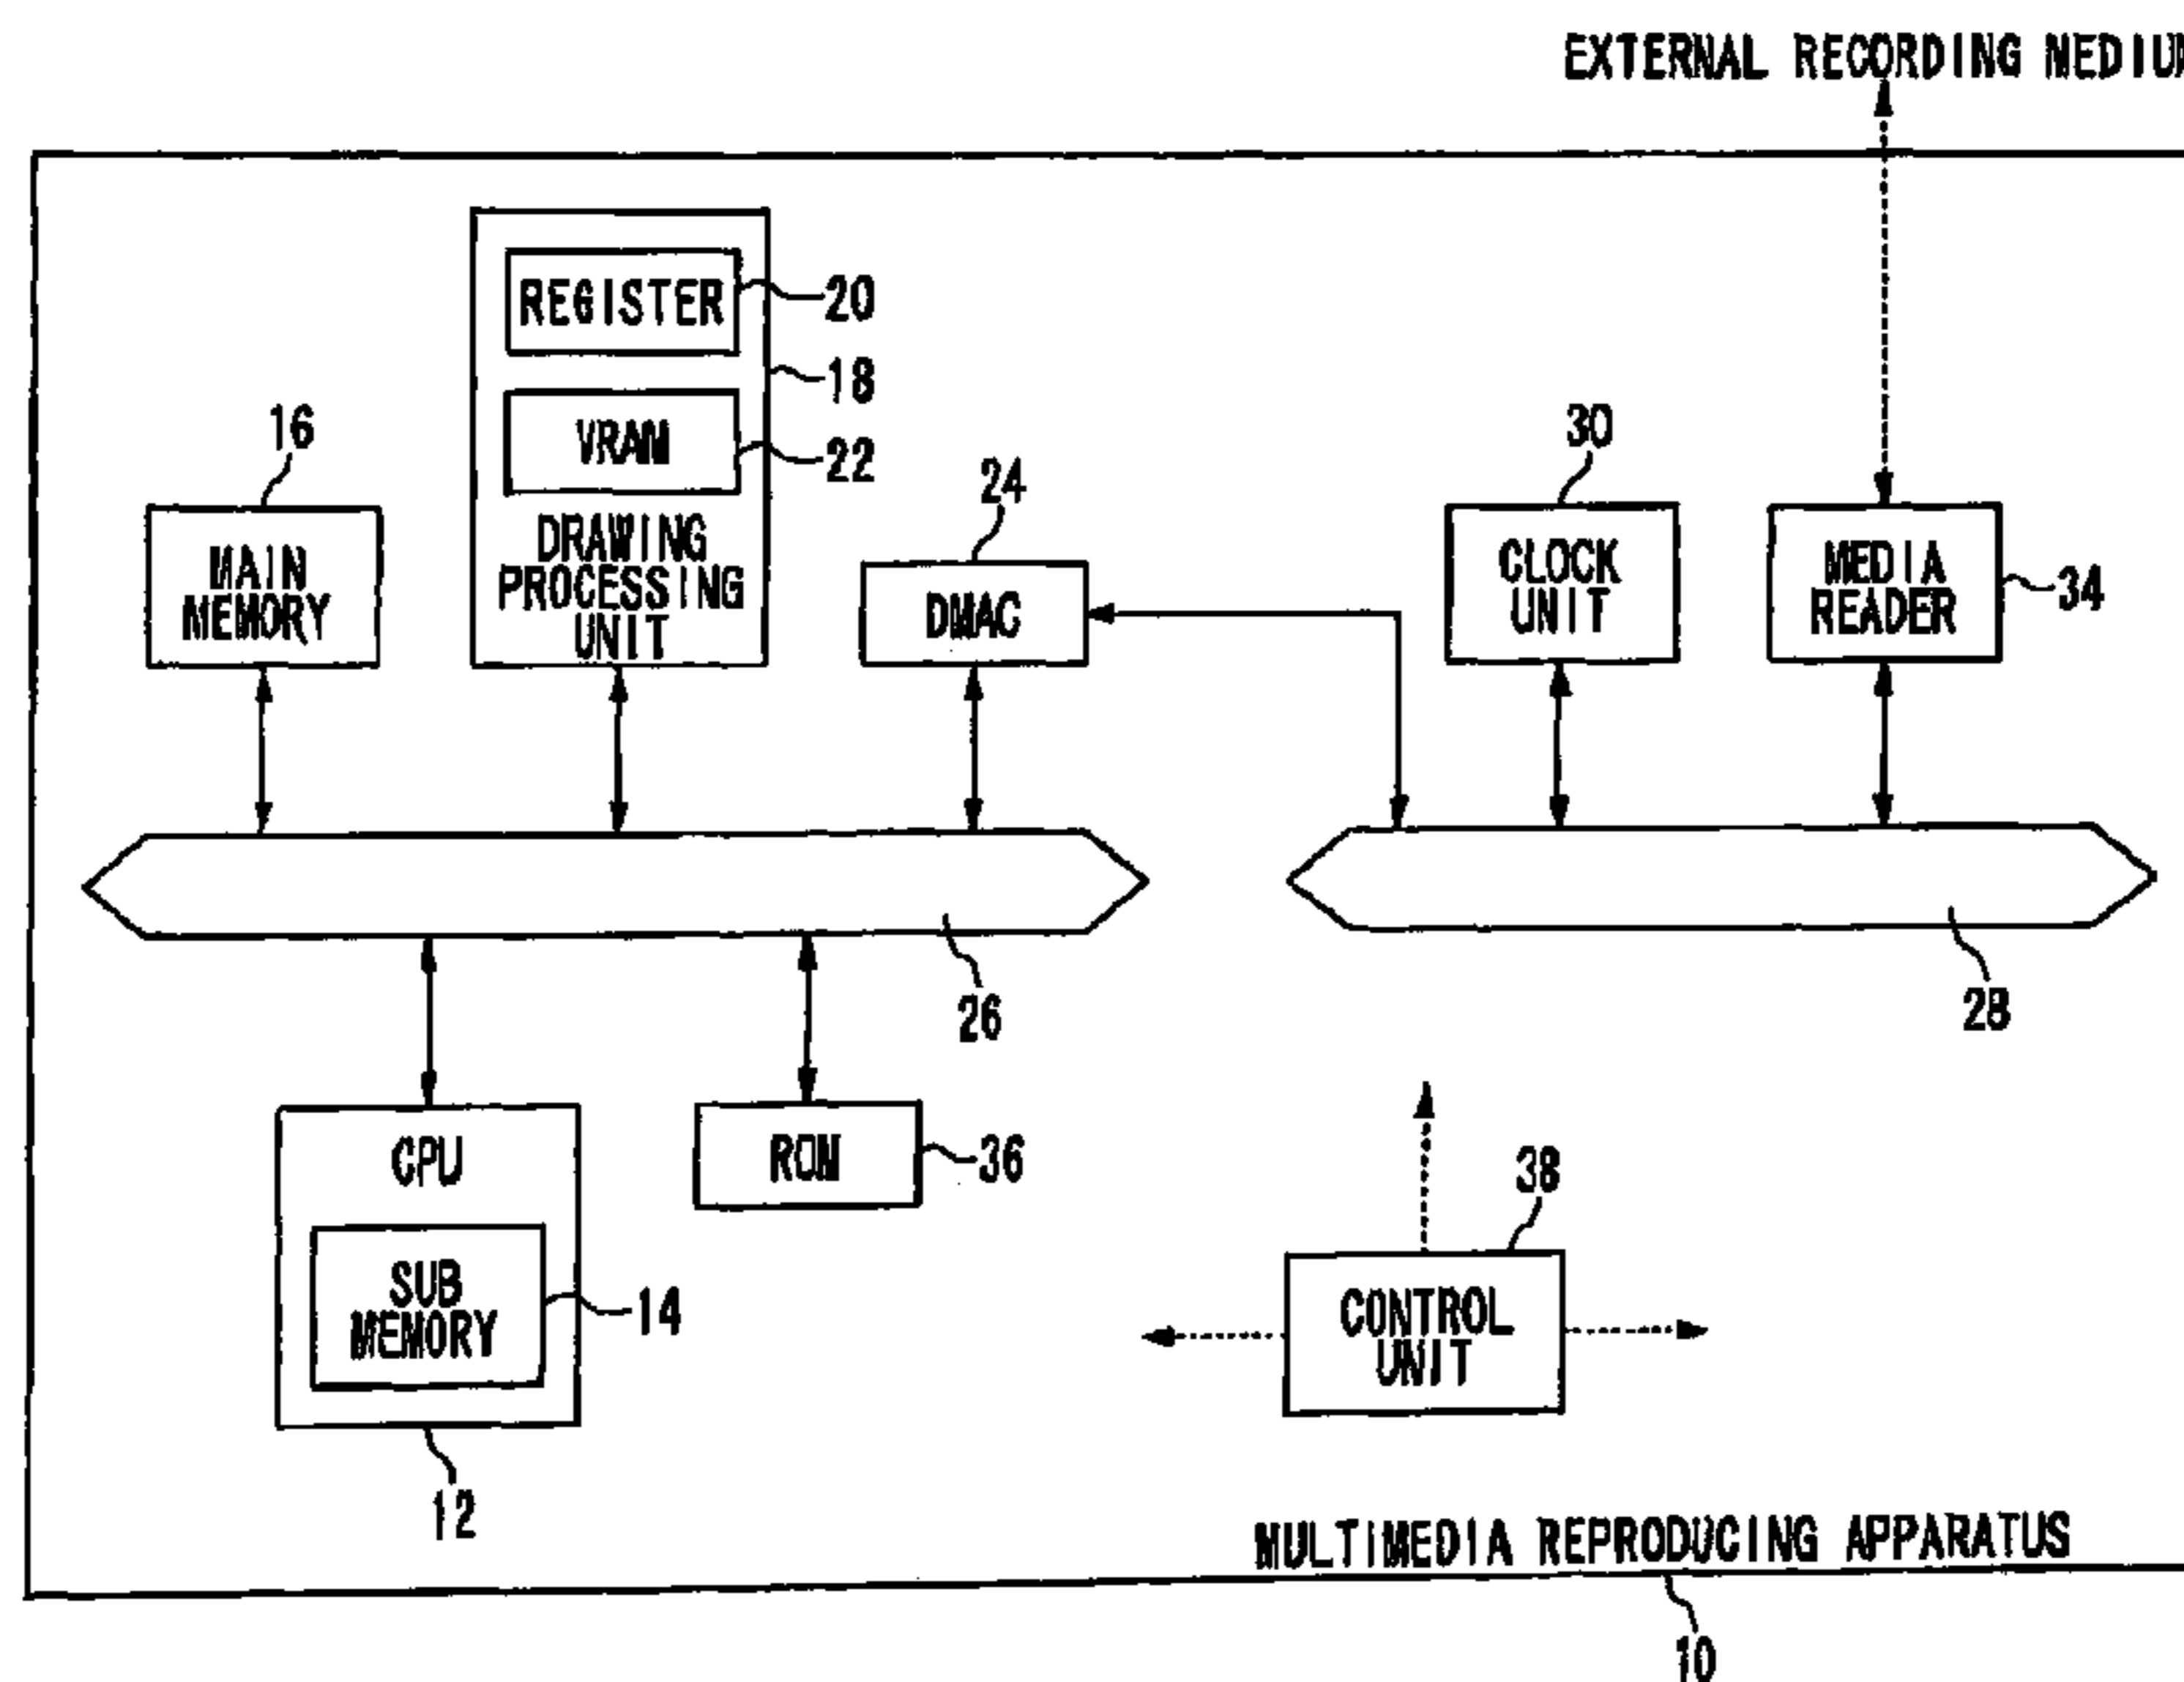 EXTERNAL RECORDING MEDIUM
REGISTER
20
18
VRAM
22
16
24
30
DRAWING
PROCESSING
UNIT
MAIN
MEMORY
DMAC
CLOCK
UNIT
MEDIA
READER
34
26
28
CPU
ROM
36
38
SUB
MEMORY
14
CONTROL
UNIT
12
MULTIMEDIA REPRODUCING APPARATUS
10